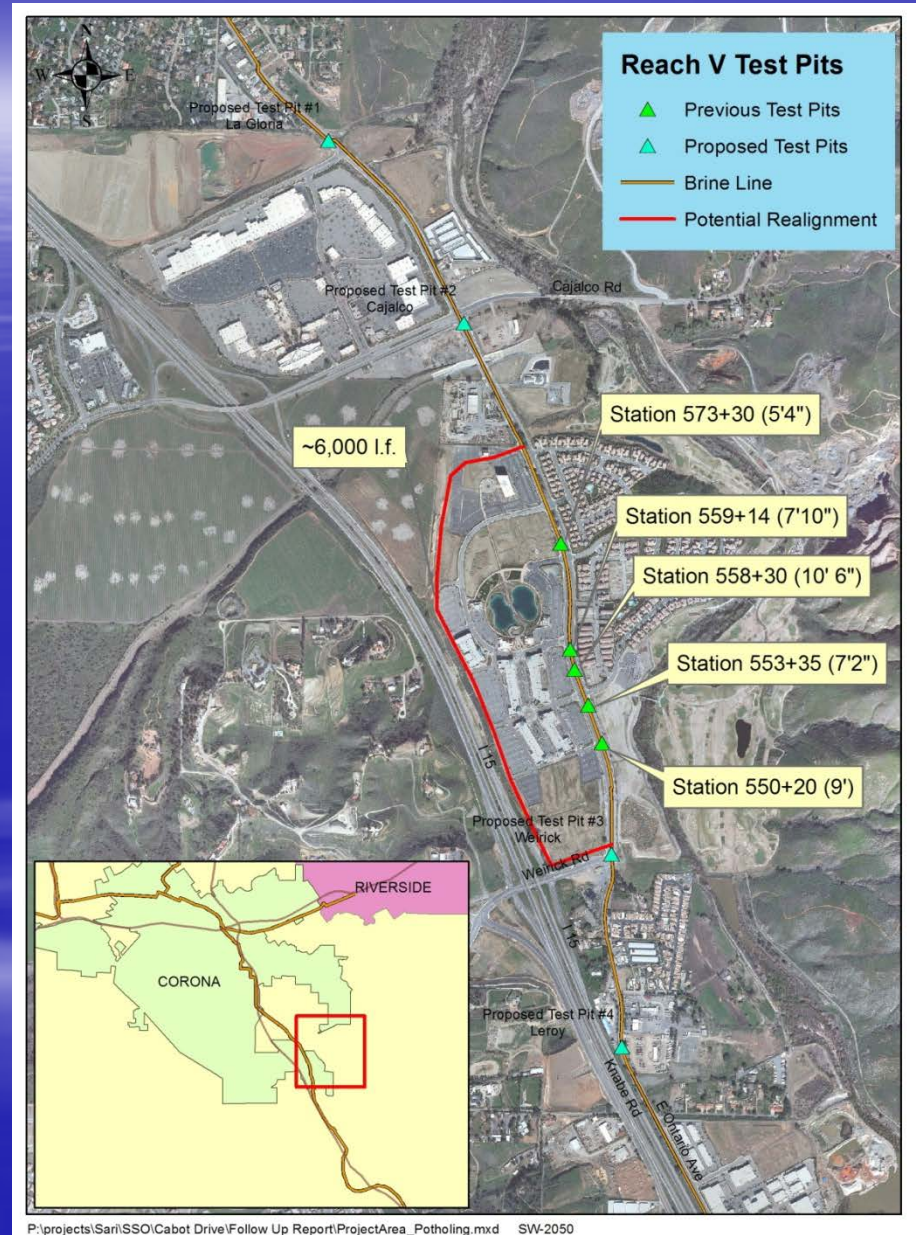 N
W E
S
Reach V Test Pits
Previous Test Pits
Proposed Test Pits
Brine Line
Potential Realignment
Proposed Test Pit #1
La Gloria
Proposed Test Pit #2
Cajalco
Cajalco Rd
Station 573+30 (5'4")
~6,000 l.f.
Station 559+14 (7'10")
Station 558+30 (10' 6")
Station 553+35 (7'2")
Station 550+20 (9')
I 15
Proposed Test Pit #3
Weirick
Weirick Rd
I 15
Proposed Test Pit #4
Leroy
Knabe Rd
E Ontario Ave
RIVERSIDE
CORONA
P:\projects\Sari\SSO\Cabot Drive\Follow Up Report\ProjectArea_Potholing.mxd SW-2050